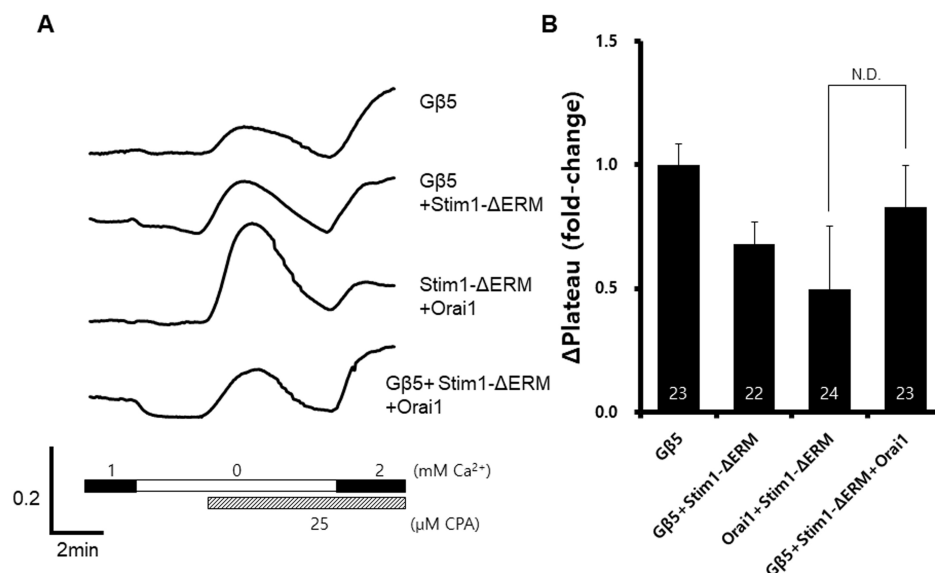 A
Gβ5
Gβ5
+Stim1-ΔERM
Stim1-ΔERM
+Orai1
Gβ5+Stim1-ΔERM
+Orai1
1 0 2 (mM Ca²⁺)
25 (μM CPA)
0.2
2min
B
ΔPlateau (fold-change)
1.5
1.0
0.5
0.0
N.D.
23 22 24 23
Gβ5
Gβ5+Stim1-ΔERM
Orai1+Stim1-ΔERM
Gβ5+Stim1-ΔERM+Orai1